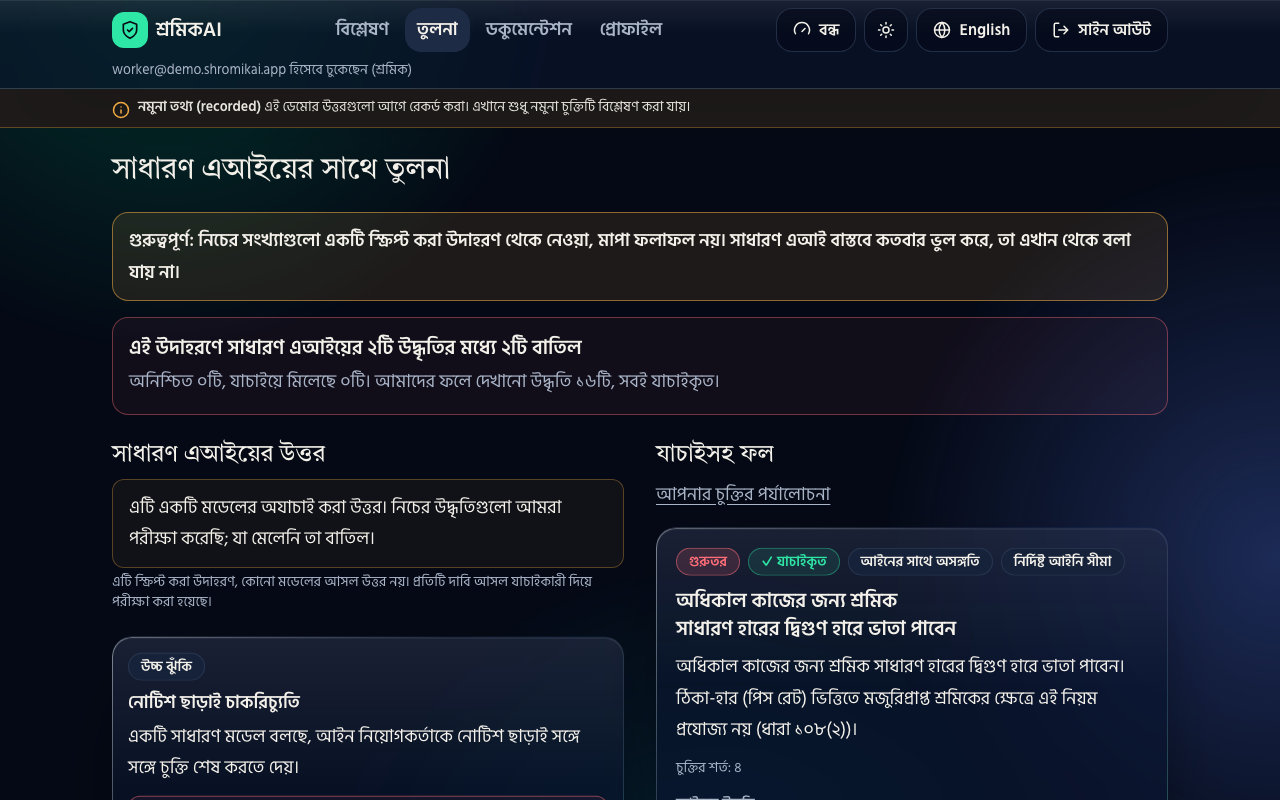 শ্রমিকAI
বিশ্লেষণ
তুলনা
ডকুমেন্টেশন
প্রোফাইল
বন্ধ
English
সাইন আউট
worker@demo.shromikai.app হিসেবে ঢুকেছেন (শ্রমিক)
নমুনা তথ্য (recorded) এই ডেমোর উত্তরগুলো আগে রেকর্ড করা। এখানে শুধু নমুনা চুক্তিটি বিশ্লেষণ করা যায়।
সাধারণ এআইয়ের সাথে তুলনা
গুরুত্বপূর্ণ: নিচের সংখ্যাগুলো একটি স্ক্রিপ্ট করা উদাহরণ থেকে নেওয়া, মাপা ফলাফল নয়। সাধারণ এআই বাস্তবে কতবার ভুল করে, তা এখান থেকে বলা
যায় না।
এই উদাহরণে সাধারণ এআইয়ের ২টি উদ্ধৃতির মধ্যে ২টি বাতিল
অনিশ্চিত ০টি, যাচাইয়ে মিলেছে ০টি। আমাদের ফলে দেখানো উদ্ধৃতি ১৬টি, সবই যাচাইকৃত।
সাধারণ এআইয়ের উত্তর
এটি একটি মডেলের অযাচাই করা উত্তর। নিচের উদ্ধৃতিগুলো আমরা
পরীক্ষা করেছি; যা মেলেনি তা বাতিল।
এটি স্ক্রিপ্ট করা উদাহরণ, কোনো মডেলের আসল উত্তর নয়। প্রতিটি দাবি আসল যাচাইকারী দিয়ে
পরীক্ষা করা হয়েছে।
উচ্চ ঝুঁকি
নোটিশ ছাড়াই চাকরিচ্যুতি
একটি সাধারণ মডেল বলছে, আইন নিয়োগকর্তাকে নোটিশ ছাড়াই সঙ্গে
সঙ্গে চুক্তি শেষ করতে দেয়।
যাচাইসহ ফল
আপনার চুক্তির পর্যালোচনা
গুরুতর
যাচাইকৃত
আইনের সাথে অসঙ্গতি
নির্দিষ্ট আইনি সীমা
অধিকাল কাজের জন্য শ্রমিক
সাধারণ হারের দ্বিগুণ হারে ভাতা পাবেন
অধিকাল কাজের জন্য শ্রমিক সাধারণ হারের দ্বিগুণ হারে ভাতা পাবেন।
ঠিকা-হার (পিস রেট) ভিত্তিতে মজুরিপ্রাপ্ত শ্রমিকের ক্ষেত্রে এই নিয়ম
প্রযোজ্য নয় (ধারা ১০৮(২))।
চুক্তির শর্ত: 8